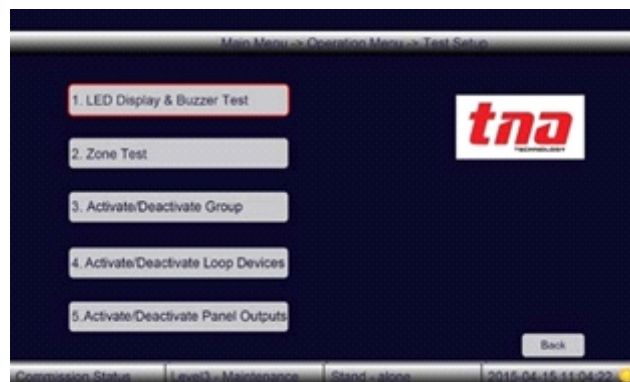 Main Menu -> Operation Menu -> Test Setup
1. LED Display & Buzzer Test
tna
TECHNOLOGY
2. Zone Test
3. Activate/Deactivate Group
4. Activate/Deactivate Loop Devices
5.Activate/Deactivate Panel Outputs
Back
Commission Status Level3 - Maintenance Stand - alone 2015-04-15 11:04:22